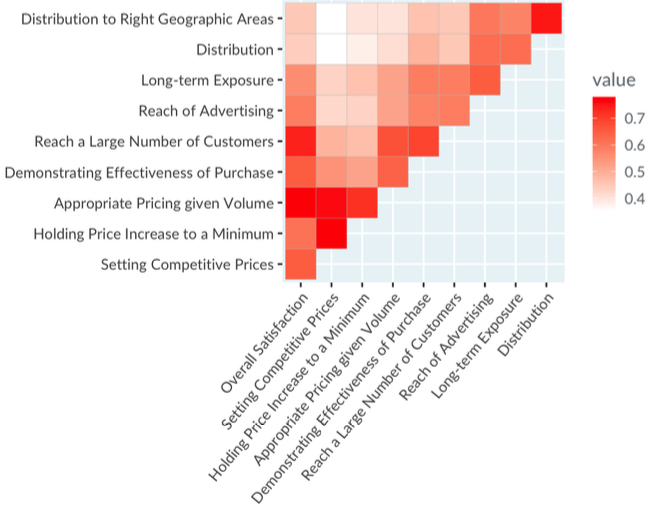 Distribution to Right Geographic Areas
Distribution
Long-term Exposure
Reach of Advertising
Reach a Large Number of Customers
Demonstrating Effectiveness of Purchase
Appropriate Pricing given Volume
Holding Price Increase to a Minimum
Setting Competitive Prices
value
0.7
0.6
0.5
0.4
Overall Satisfaction
Setting Competitive Prices
Holding Price Increase to a Minimum
Appropriate Pricing given Volume
Demonstrating Effectiveness of Purchase
Reach a Large Number of Customers
Reach of Advertising
Long-term Exposure
Distribution